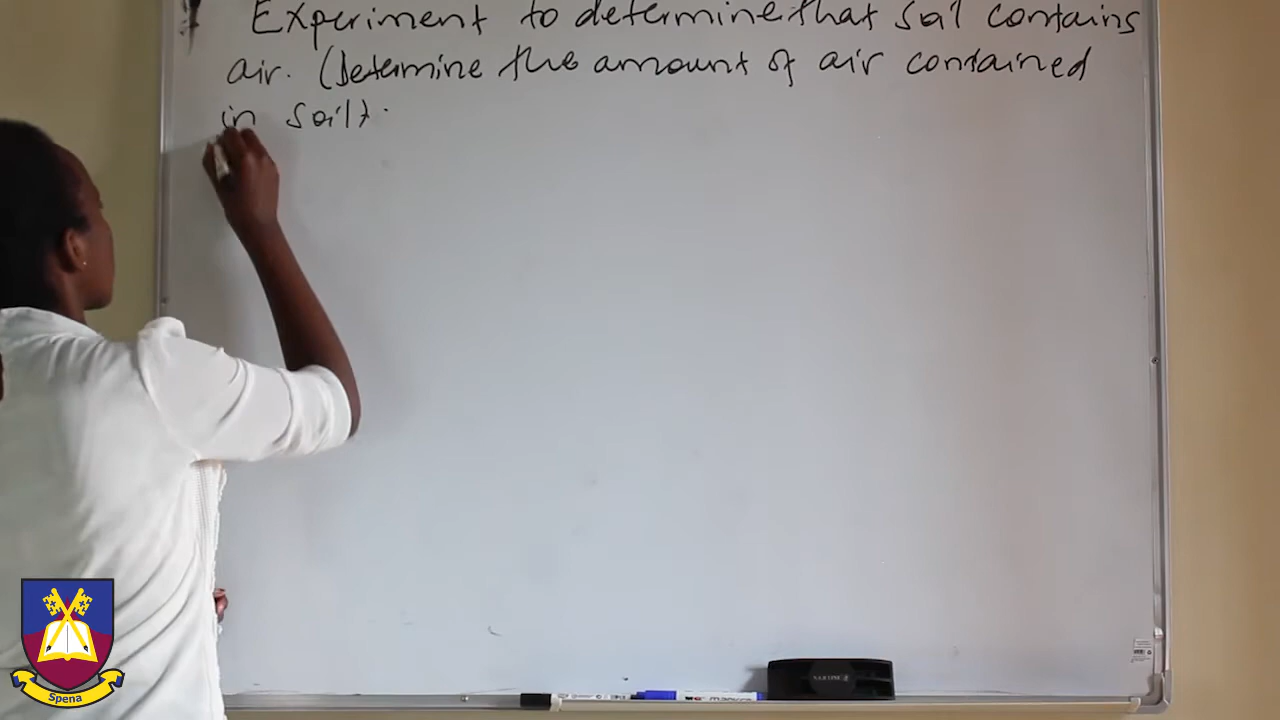 Experiment to determine that soil contains
air. (Determine the amount of air contained
in soil).
Spena